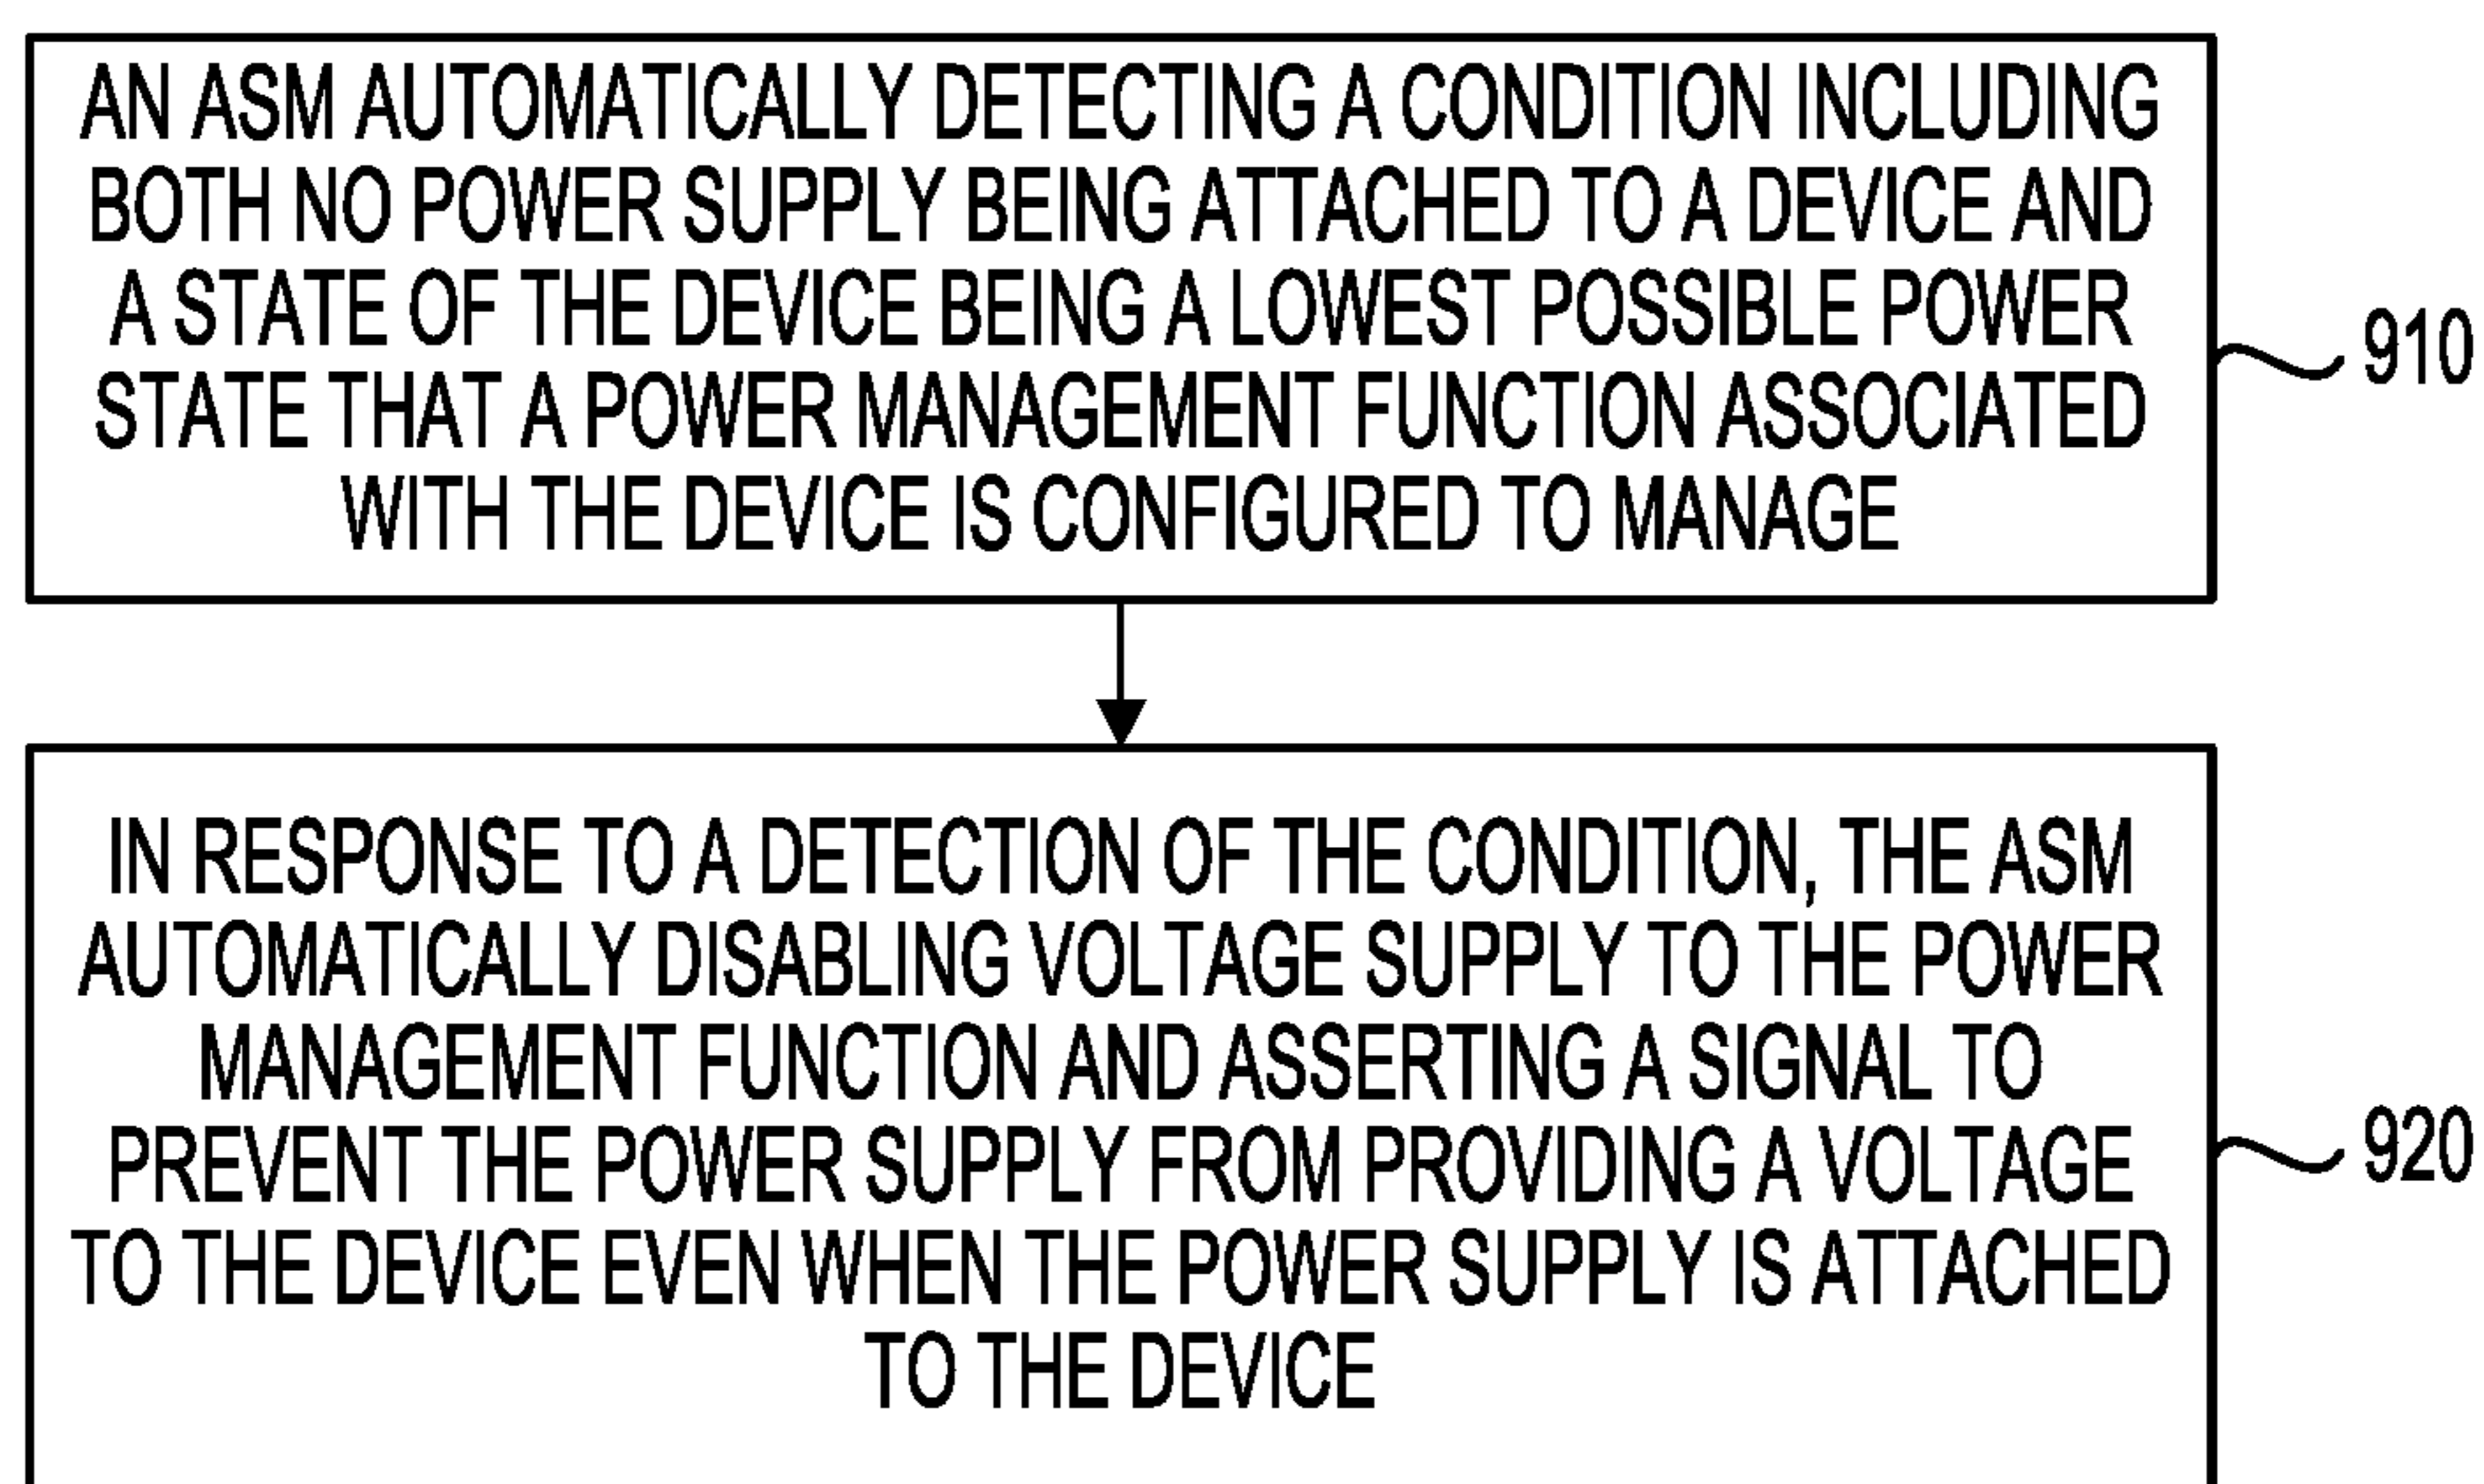 AN ASM AUTOMATICALLY DETECTING A CONDITION INCLUDING
BOTH NO POWER SUPPLY BEING ATTACHED TO A DEVICE AND
A STATE OF THE DEVICE BEING A LOWEST POSSIBLE POWER
STATE THAT A POWER MANAGEMENT FUNCTION ASSOCIATED
WITH THE DEVICE IS CONFIGURED TO MANAGE
910
IN RESPONSE TO A DETECTION OF THE CONDITION, THE ASM
AUTOMATICALLY DISABLING VOLTAGE SUPPLY TO THE POWER
MANAGEMENT FUNCTION AND ASSERTING A SIGNAL TO
PREVENT THE POWER SUPPLY FROM PROVIDING A VOLTAGE
TO THE DEVICE EVEN WHEN THE POWER SUPPLY IS ATTACHED
TO THE DEVICE
920